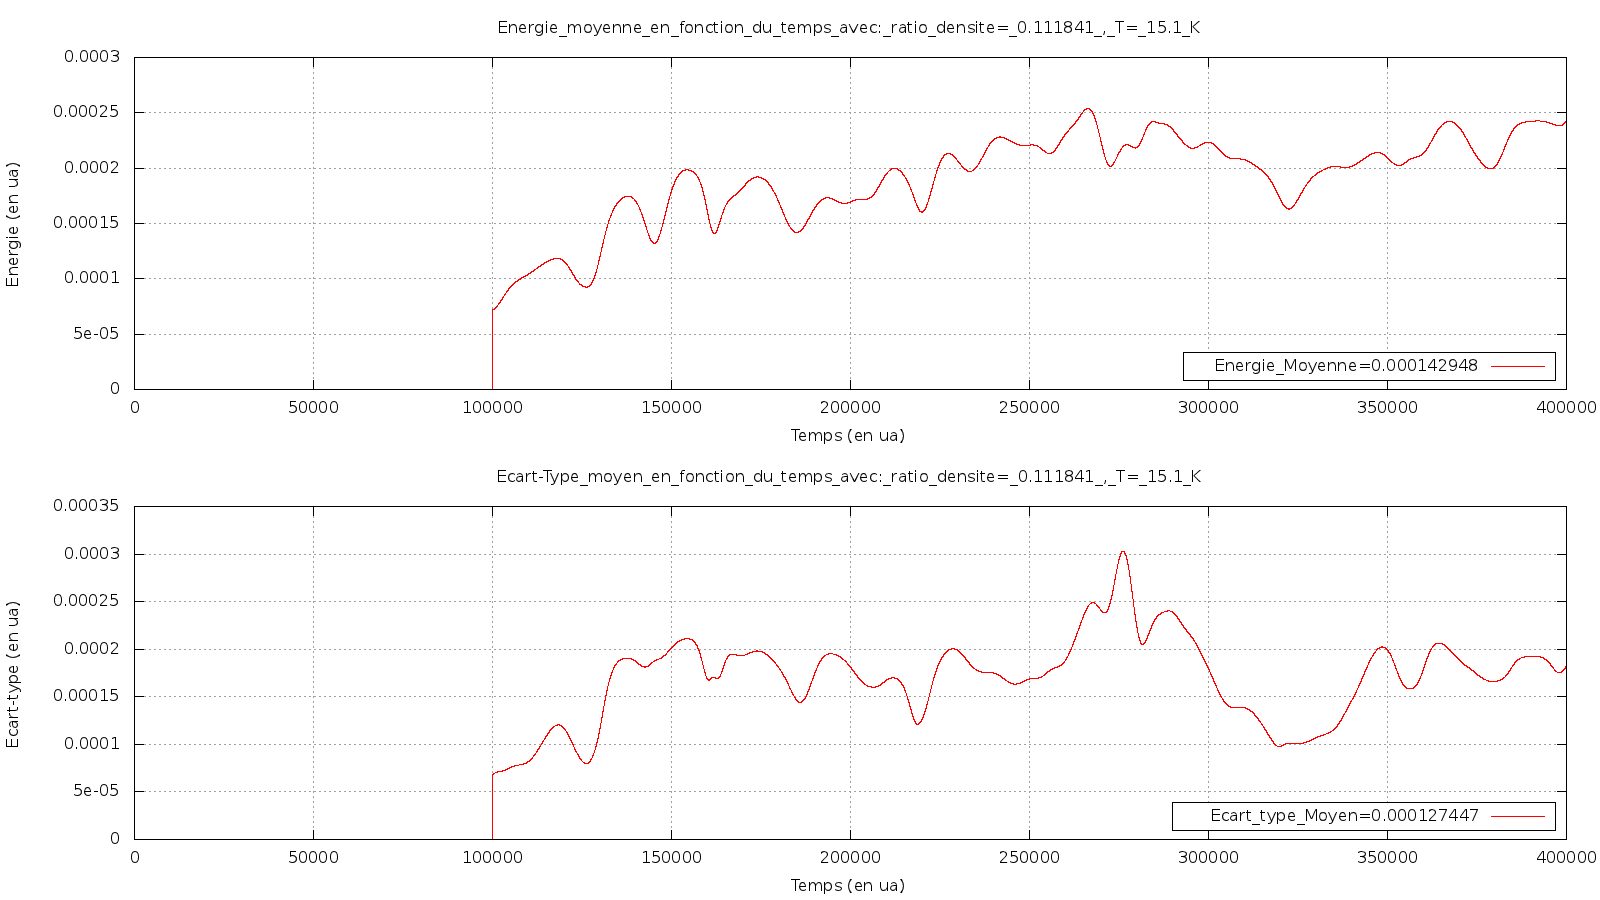 Energie_moyenne_en_fonction_du_temps_avec:_ratio_densite=_0.111841_,_T=_15.1_K
0.0003
0.00025
0.0002
0.00015
0.0001
5e-05
0
Energie (en ua)
Energie_Moyenne=0.000142948
0 50000 100000 150000 200000 250000 300000 350000 400000
Temps (en ua)
Ecart-Type_moyen_en_fonction_du_temps_avec:_ratio_densite=_0.111841_,_T=_15.1_K
0.00035
0.0003
0.00025
0.0002
0.00015
0.0001
5e-05
0
Ecart-type (en ua)
Ecart_type_Moyen=0.000127447
0 50000 100000 150000 200000 250000 300000 350000 400000
Temps (en ua)